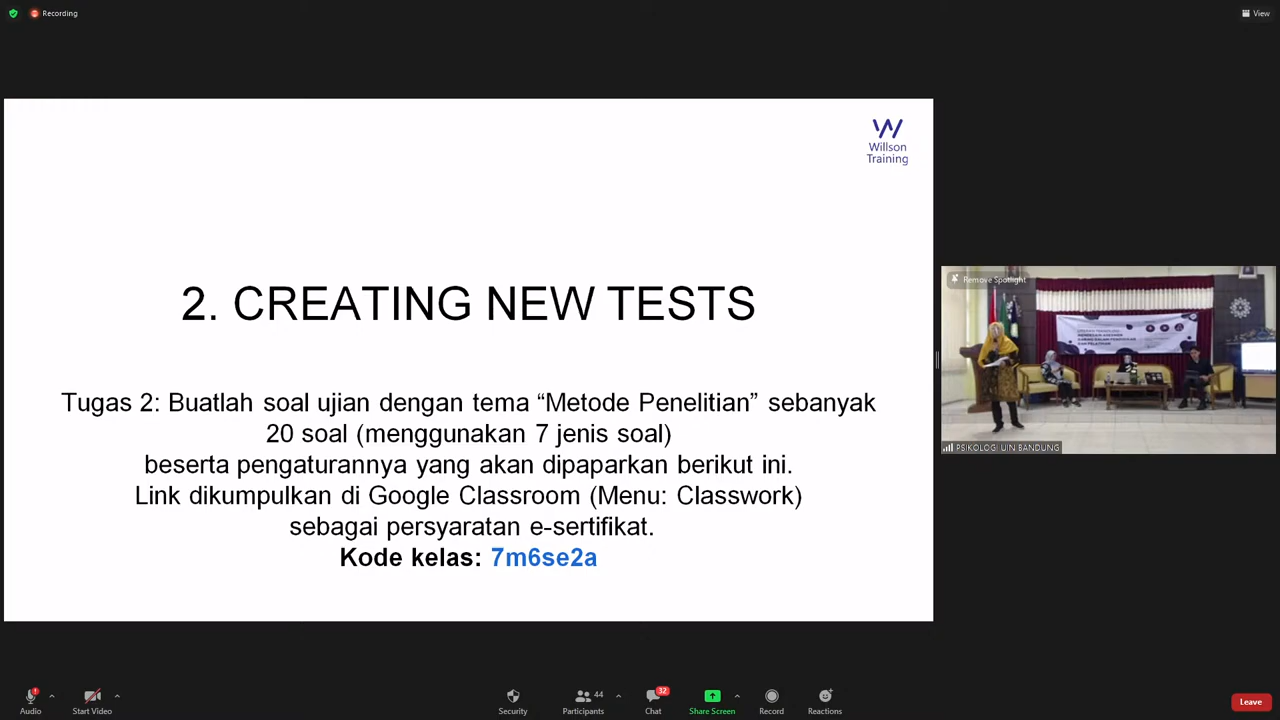 Recording
View
Willson
Training
2. CREATING NEW TESTS
Tugas 2: Buatlah soal ujian dengan tema “Metode Penelitian” sebanyak
20 soal (menggunakan 7 jenis soal)
beserta pengaturannya yang akan dipaparkan berikut ini.
Link dikumpulkan di Google Classroom (Menu: Classwork)
sebagai persyaratan e-sertifikat.
Kode kelas: 7m6se2a
Remove Spotlight
PSIKOLOGI UIN BANDUNG
Audio
Start Video
Security
Participants
44
Chat
32
Share Screen
Record
Reactions
Leave